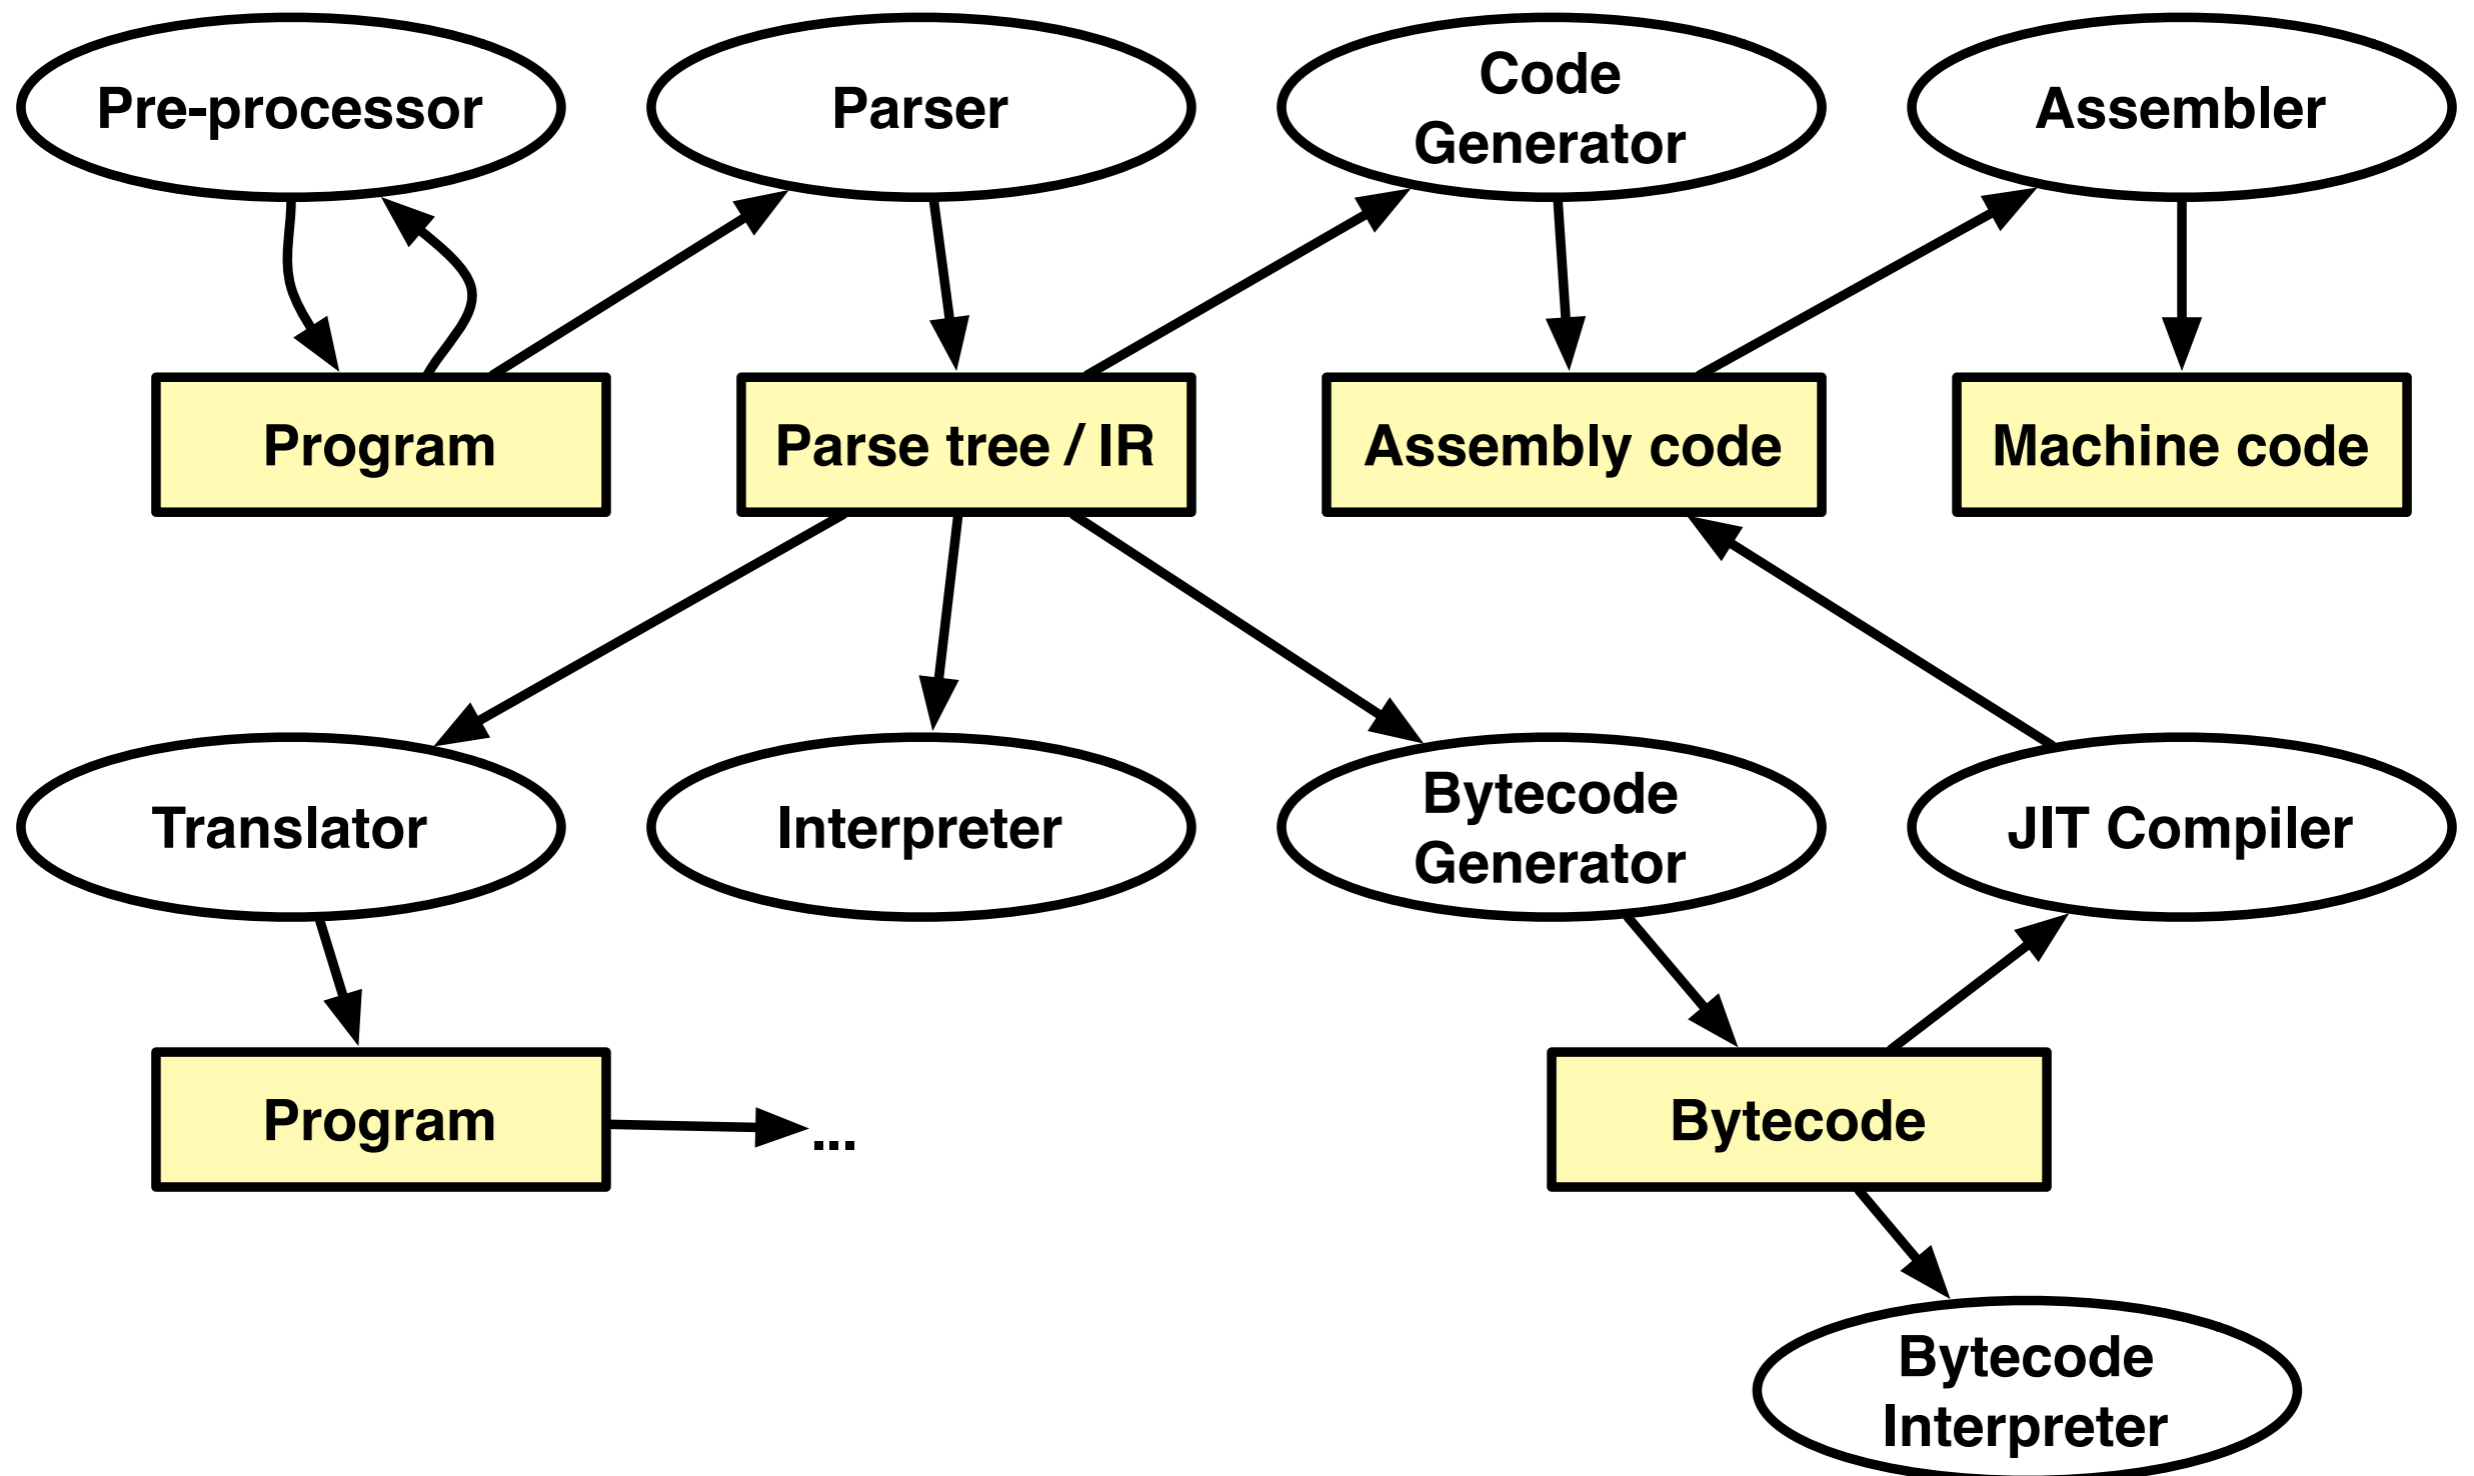 Pre-processor
Parser
Code
Generator
Assembler
Program
Parse tree / IR
Assembly code
Machine code
Translator
Interpreter
Bytecode
Generator
JIT Compiler
Program
...
Bytecode
Bytecode
Interpreter